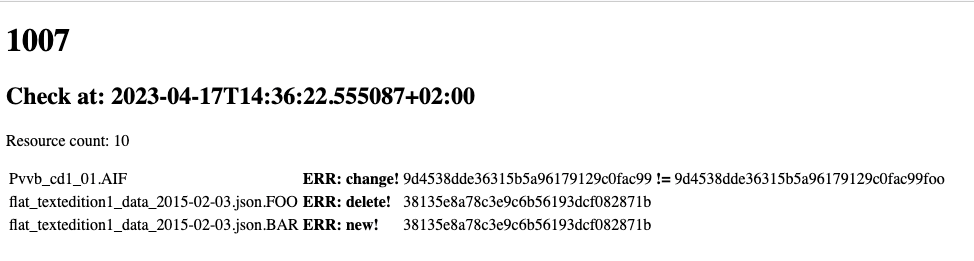 1007
Check at: 2023-04-17T14:36:22.555087+02:00
Resource count: 10
Pvvb_cd1_01.AIF ERR: change! 9d4538dde36315b5a96179129c0fac99 != 9d4538dde36315b5a96179129c0fac99foo
flat_textedition1_data_2015-02-03.json.FOO ERR: delete! 38135e8a78c3e9c6b56193dcf082871b
flat_textedition1_data_2015-02-03.json.BAR ERR: new! 38135e8a78c3e9c6b56193dcf082871b